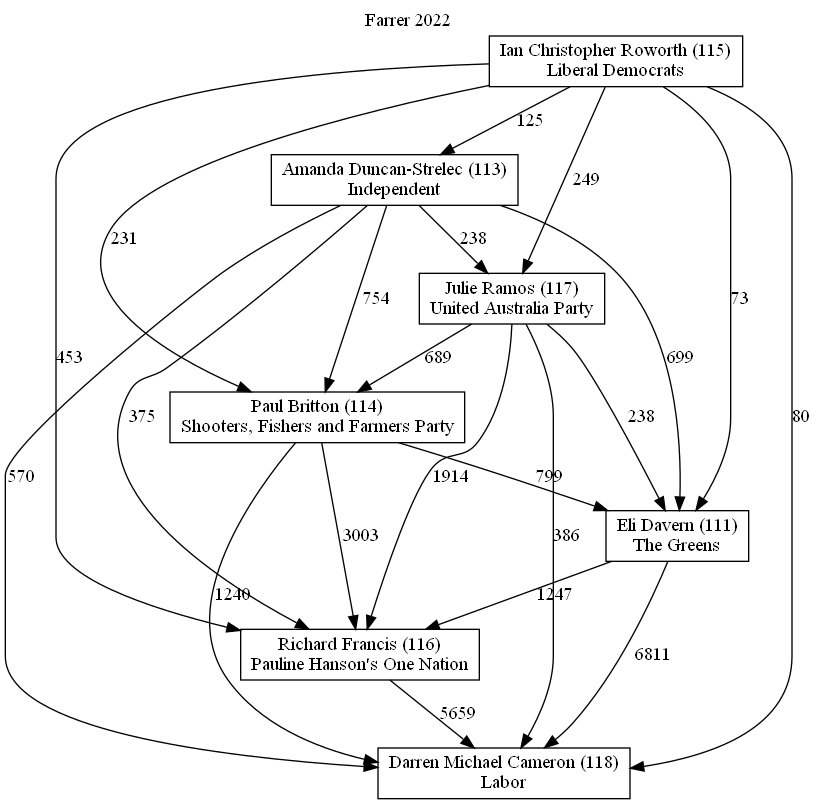 Farrer 2022
Ian Christopher Roworth (115)
Liberal Democrats
125
Amanda Duncan-Strelec (113)
Independent
249
231
238
73
Julie Ramos (117)
United Australia Party
754
453
689
699
Paul Britton (114)
Shooters, Fishers and Farmers Party
375
238
80
570
1914
799
Eli Davern (111)
The Greens
3003
386
1240
1247
Richard Francis (116)
Pauline Hanson's One Nation
6811
5659
Darren Michael Cameron (118)
Labor